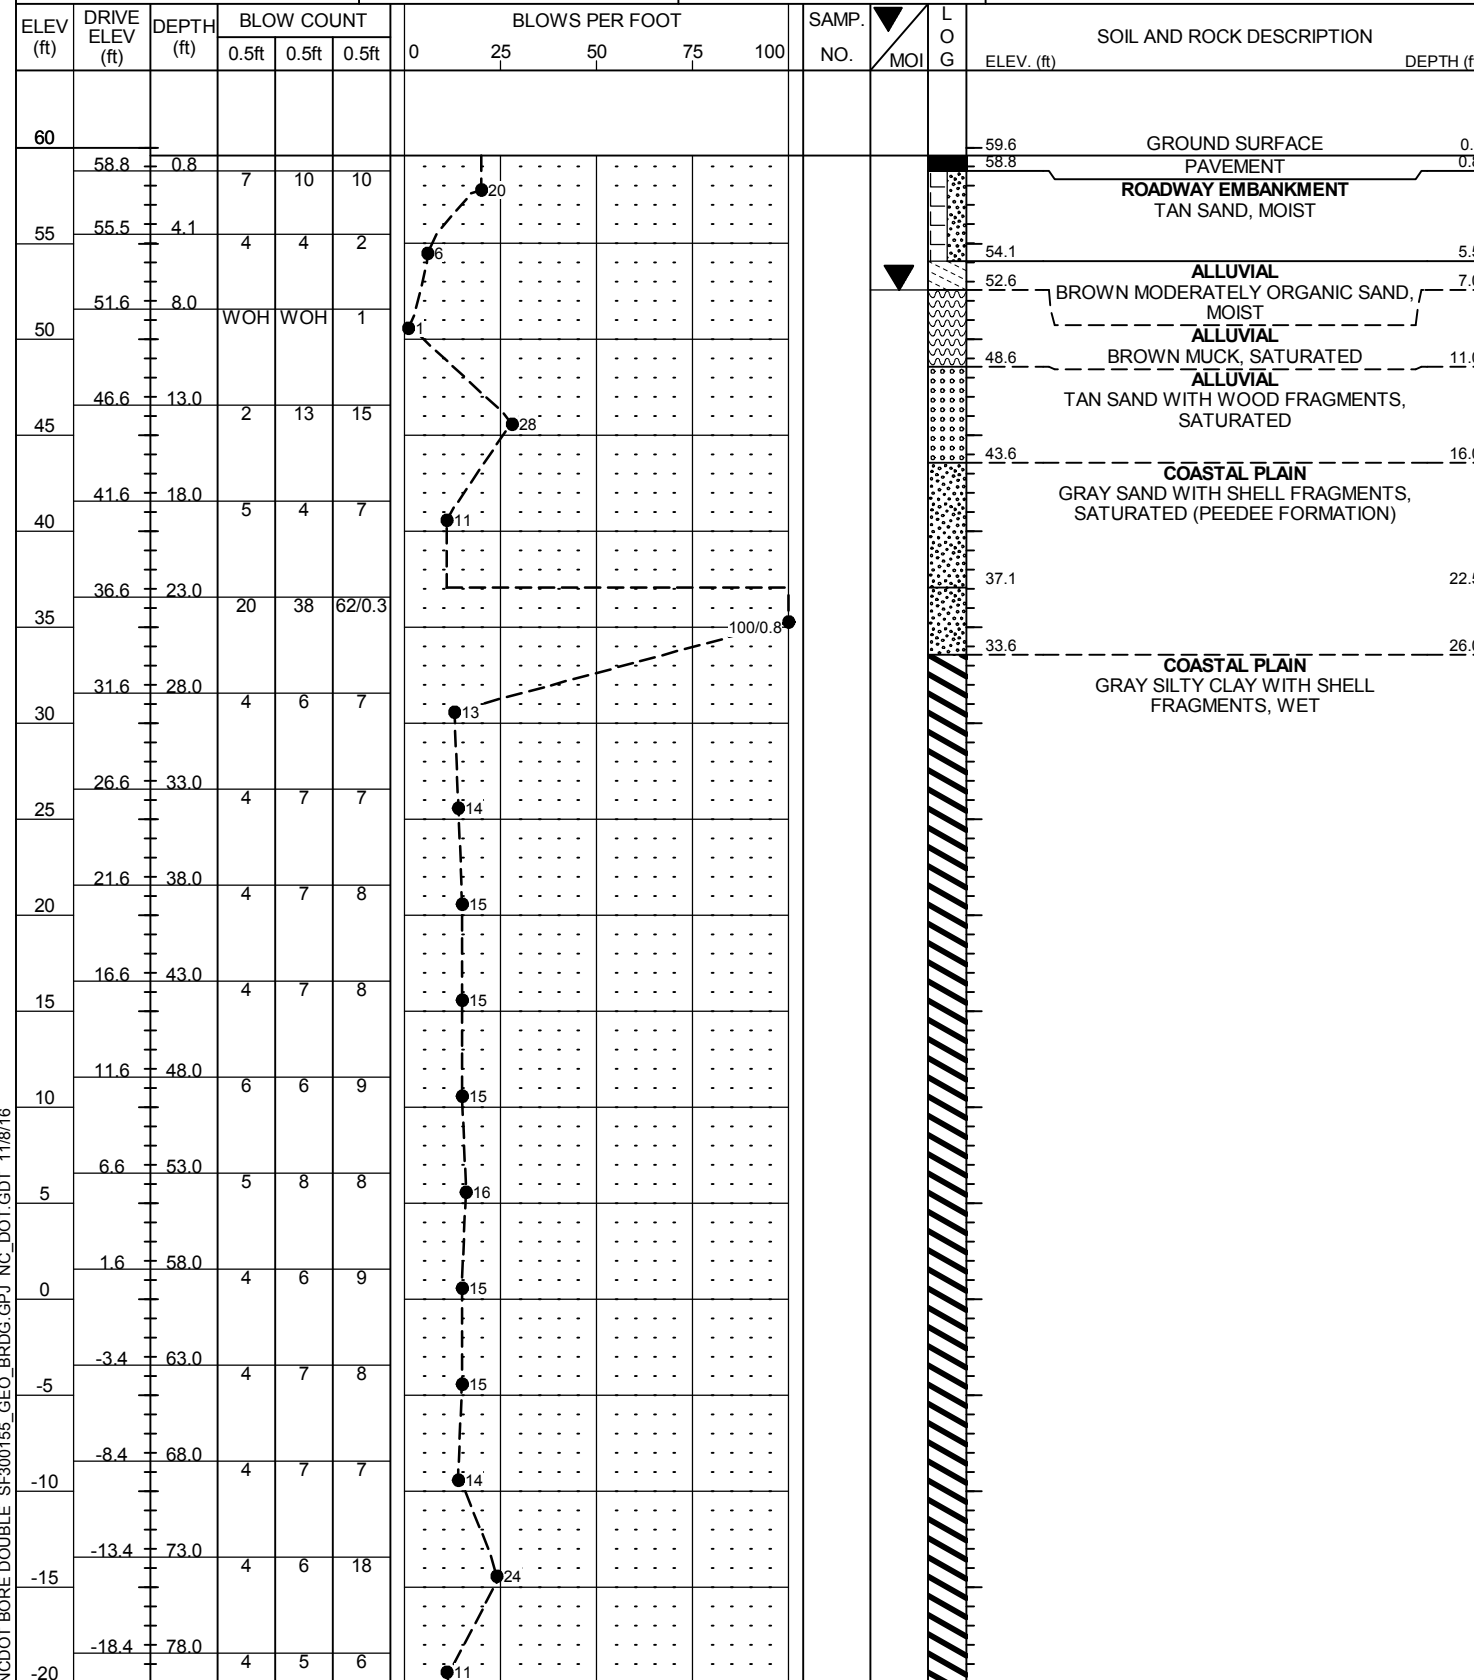 ELEV (ft) DRIVE ELEV (ft) DEPTH (ft) BLOW COUNT BLOWS PER FOOT SAMP. NO. MOI L O G SOIL AND ROCK DESCRIPTION
0.5ft 0.5ft 0.5ft 0 25 50 75 100 ELEV. (ft) DEPTH
60
59.6 GROUND SURFACE
58.8 0.8 58.8 PAVEMENT
7 10 10 20 ROADWAY EMBANKMENT
TAN SAND, MOIST
55.5 4.1
55 4 4 2 6 54.1
ALLUVIAL
52.6 BROWN MODERATELY ORGANIC SAND,
MOIST
51.6 8.0
50 WOH WOH 1 1
ALLUVIAL
48.6 BROWN MUCK, SATURATED
ALLUVIAL
TAN SAND WITH WOOD FRAGMENTS,
SATURATED
46.6 13.0
45 2 13 15 28
43.6
COASTAL PLAIN
GRAY SAND WITH SHELL FRAGMENTS,
SATURATED (PEEDEE FORMATION)
41.6 18.0
40 5 4 7 11
37.1
36.6 23.0
35 20 38 62/0.3 100/0.8
33.6
COASTAL PLAIN
GRAY SILTY CLAY WITH SHELL
FRAGMENTS, WET
31.6 28.0
30 4 6 7 13
26.6 33.0
25 4 7 7 14
21.6 38.0
20 4 7 8 15
16.6 43.0
15 4 7 8 15
11.6 48.0
10 6 6 9 15
6.6 53.0
5 5 8 8 16
1.6 58.0
0 4 6 9 15
-3.4 63.0
-5 4 7 8 15
-8.4 68.0
-10 4 7 7 14
-13.4 73.0
-15 4 6 18 24
-18.4 78.0
-20 4 5 6 11
NCDOT BORE DOUBLE SF300155_GEO_BRDG.GPJ NC_DOT.GDT 11/8/16